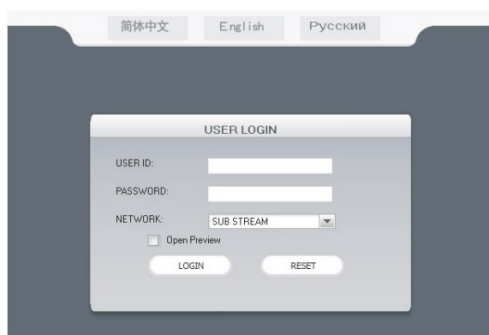 简体中文 English Русский
USER LOGIN
USER ID:
PASSWORD:
NETWORK: SUB STREAM
Open Preview
LOGIN RESET